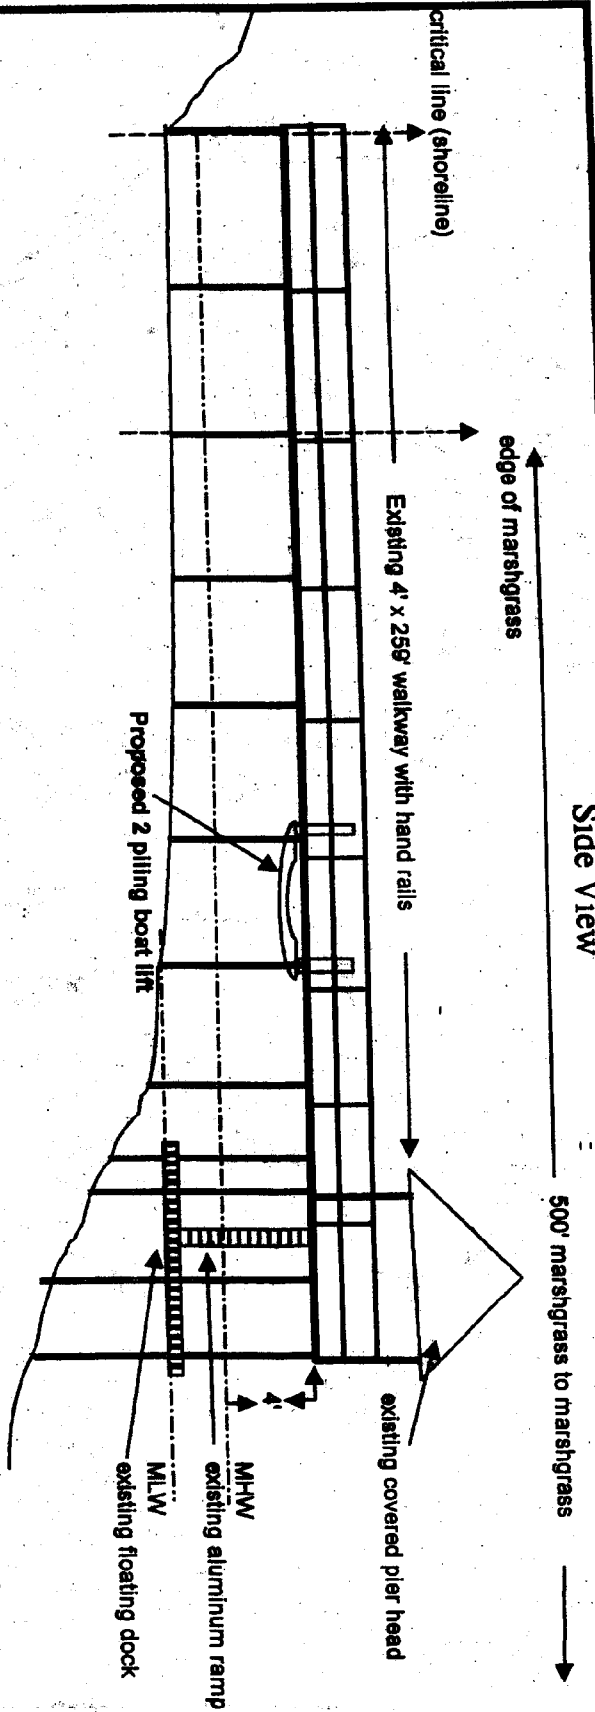 Side View
500' marshgrass to marshgrass
edge of marshgrass
critical line (shoreline)
Existing 4' x 259' walkway with hand rails
existing covered pier head
4'
MHW
existing aluminum ramp
MLW
existing floating dock
Proposed 2 piling boat lift